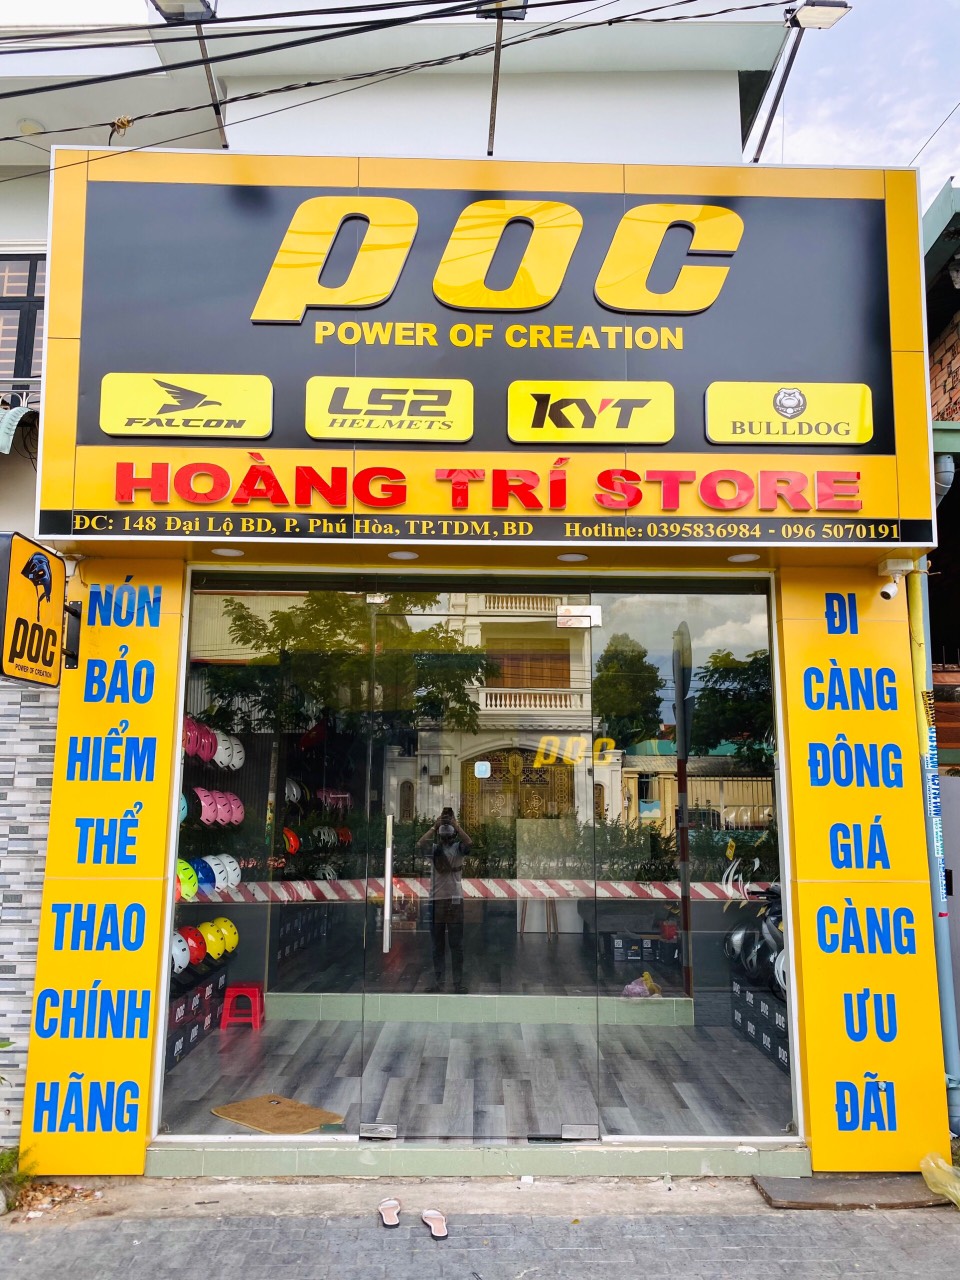 POC
POWER OF CREATION
FALCON
LS2
HELMETS
KYT
BULLDOG
HOÀNG TRÍ STORE
ĐC: 148 Đại Lộ BD, P. Phú Hòa, TP.TDM, BD Hotline: 0395836984 - 096 5070191
POC
POWER OF CREATION
NÓN
BẢO
HIỂM
THỂ
THAO
CHÍNH
HÃNG
POC
ĐI
CÀNG
ĐÔNG
GIÁ
CÀNG
ƯU
ĐÃI